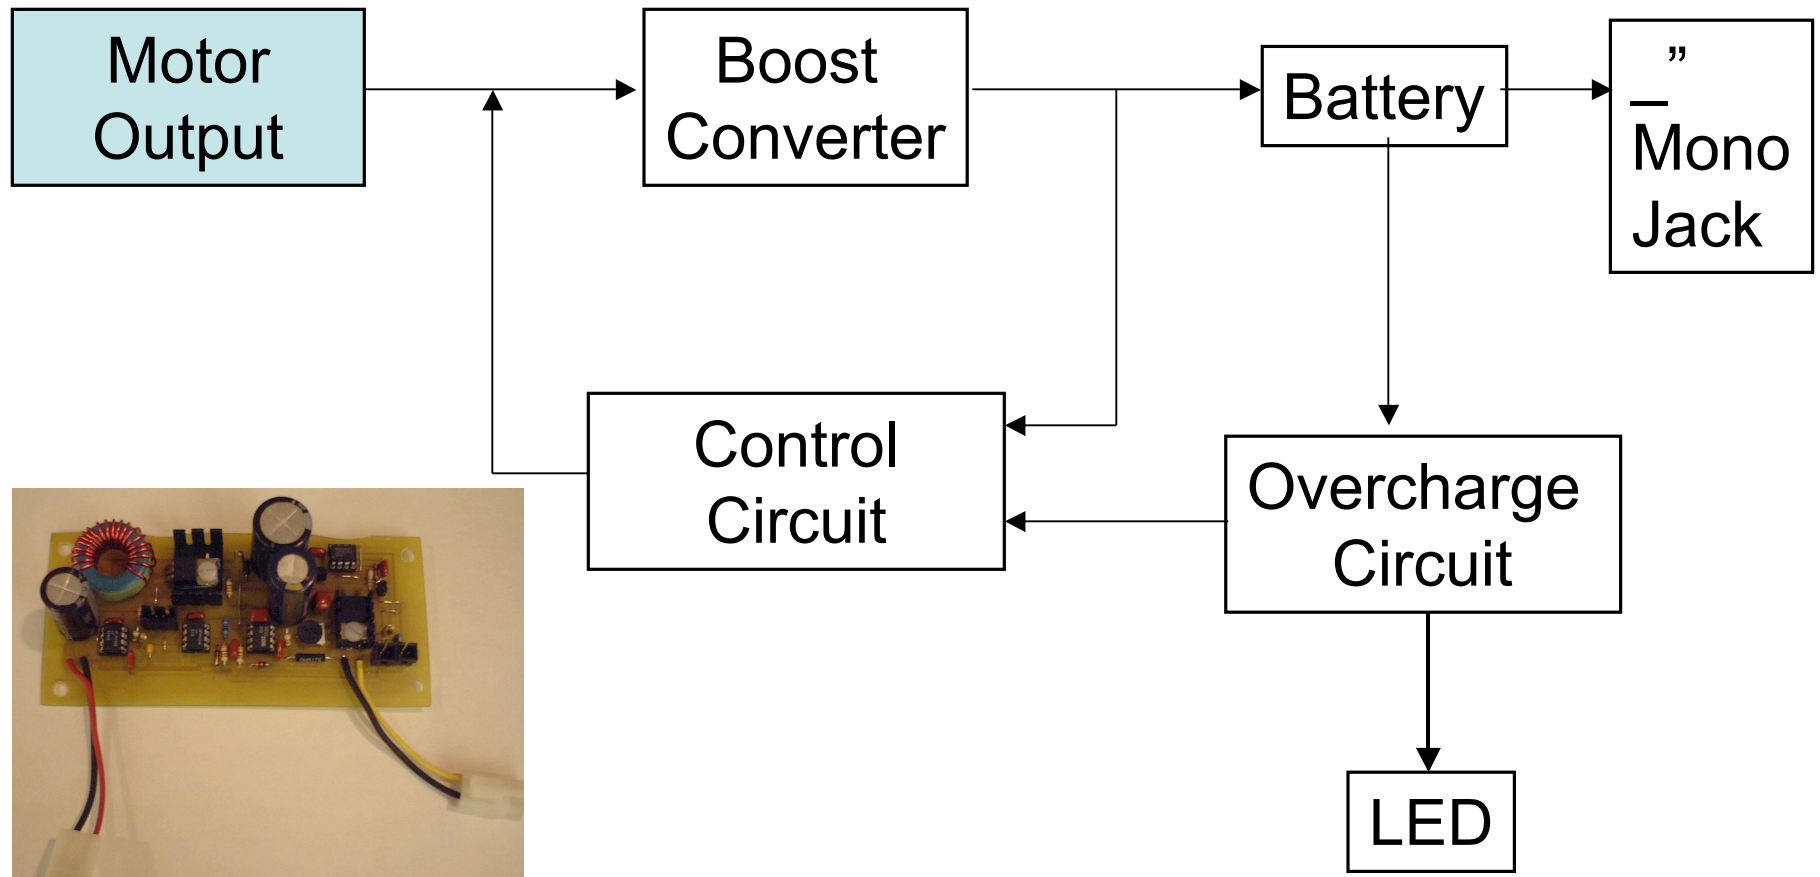 Motor
Output
Boost
Converter
Battery
_”
Mono
Jack
Control
Circuit
Overcharge
Circuit
LED